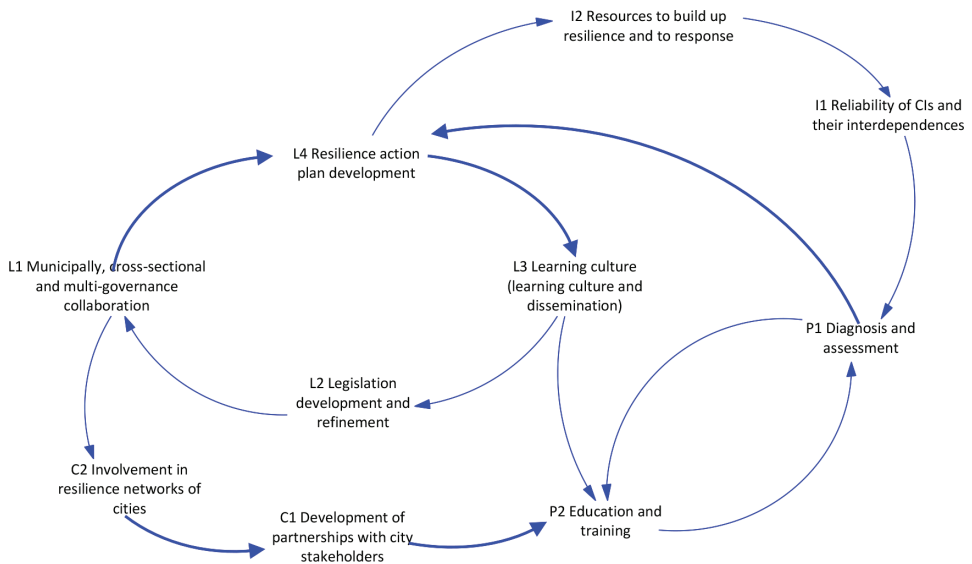 I2 Resources to build up
resilience and to response
I1 Reliability of CIs and
their interdependences
L4 Resilience action
plan development
L1 Municipally, cross-sectional
and multi-governance
collaboration
L3 Learning culture
(learning culture and
dissemination)
P1 Diagnosis and
assessment
L2 Legislation
development and
refinement
C2 Involvement in
resilience networks of
cities
C1 Development of
partnerships with city
stakeholders
P2 Education and
training